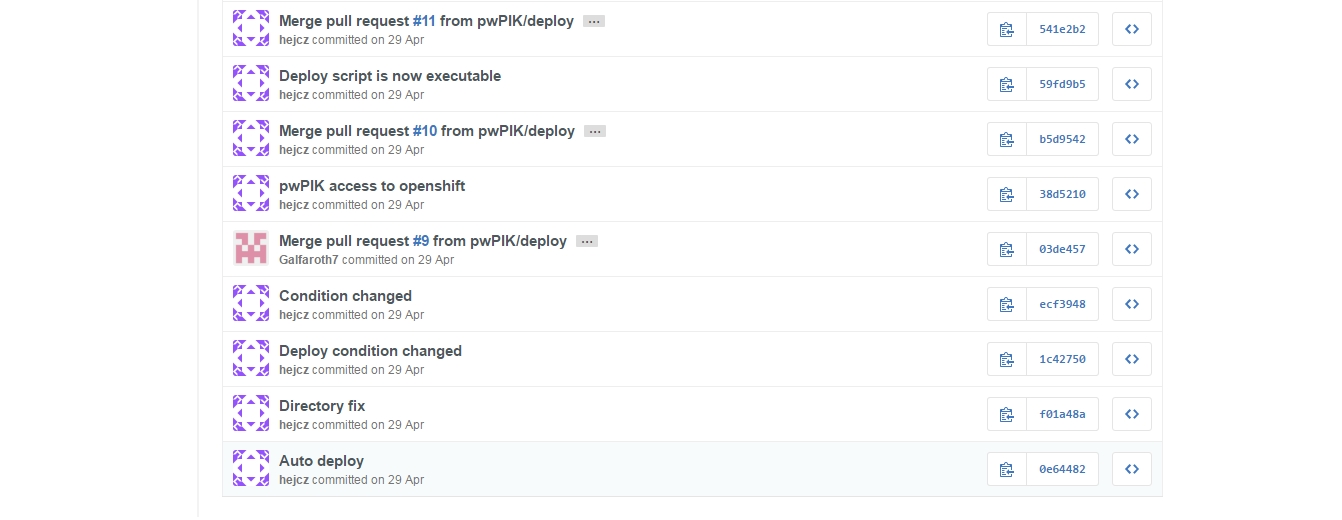 Merge pull request #11 from pwPIK/deploy ...
hejcz committed on 29 Apr
541e2b2
Deploy script is now executable
hejcz committed on 29 Apr
59fd9b5
Merge pull request #10 from pwPIK/deploy ...
hejcz committed on 29 Apr
b5d9542
pwPIK access to openshift
hejcz committed on 29 Apr
38d5210
Merge pull request #9 from pwPIK/deploy ...
Galfaroth7 committed on 29 Apr
03de457
Condition changed
hejcz committed on 29 Apr
ecf3948
Deploy condition changed
hejcz committed on 29 Apr
1c42750
Directory fix
hejcz committed on 29 Apr
f01a48a
Auto deploy
hejcz committed on 29 Apr
0e64482